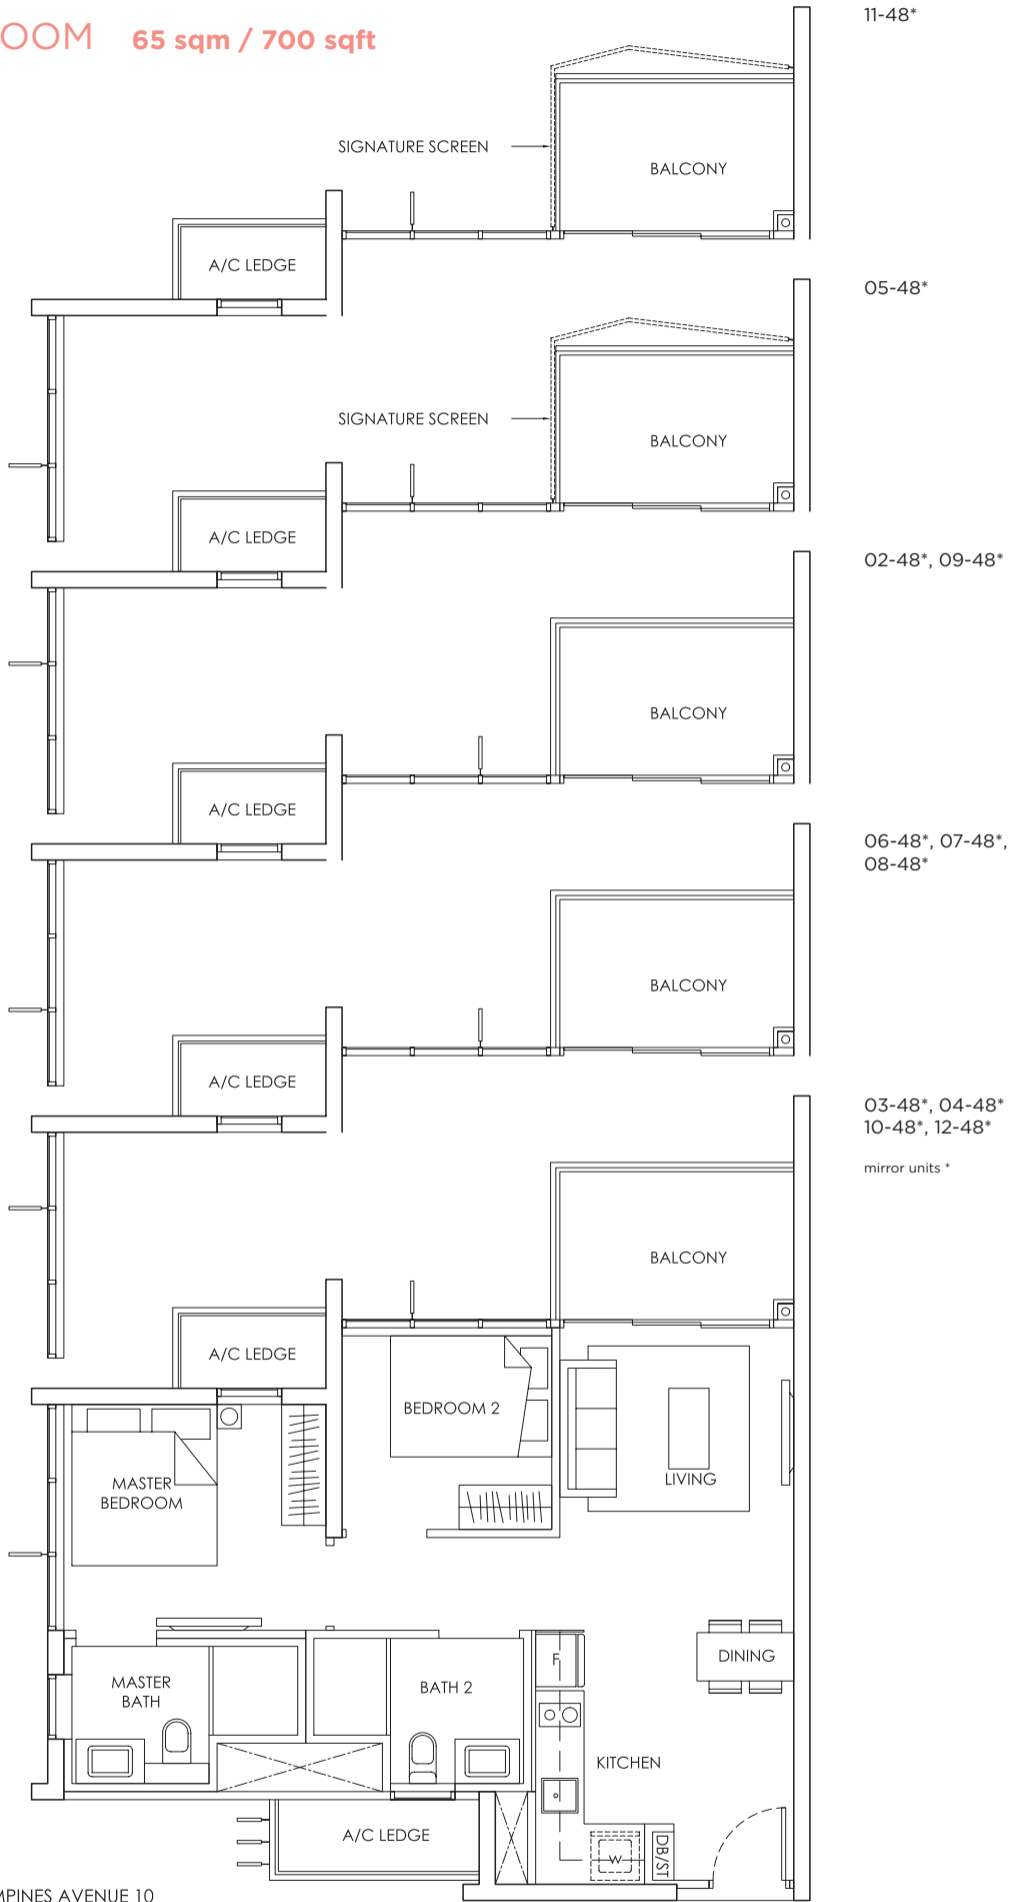 OOM 65 sqm / 700 sqft
11-48*
SIGNATURE SCREEN
BALCONY
A/C LEDGE
05-48*
SIGNATURE SCREEN
BALCONY
A/C LEDGE
02-48*, 09-48*
BALCONY
A/C LEDGE
06-48*, 07-48*,
08-48*
BALCONY
A/C LEDGE
03-48*, 04-48*
10-48*, 12-48*
mirror units *
BALCONY
A/C LEDGE
BEDROOM 2
LIVING
MASTER
BEDROOM
DINING
F
MASTER
BATH
BATH 2
KITCHEN
A/C LEDGE
W
DB/ST
MPINES AVENUE 10